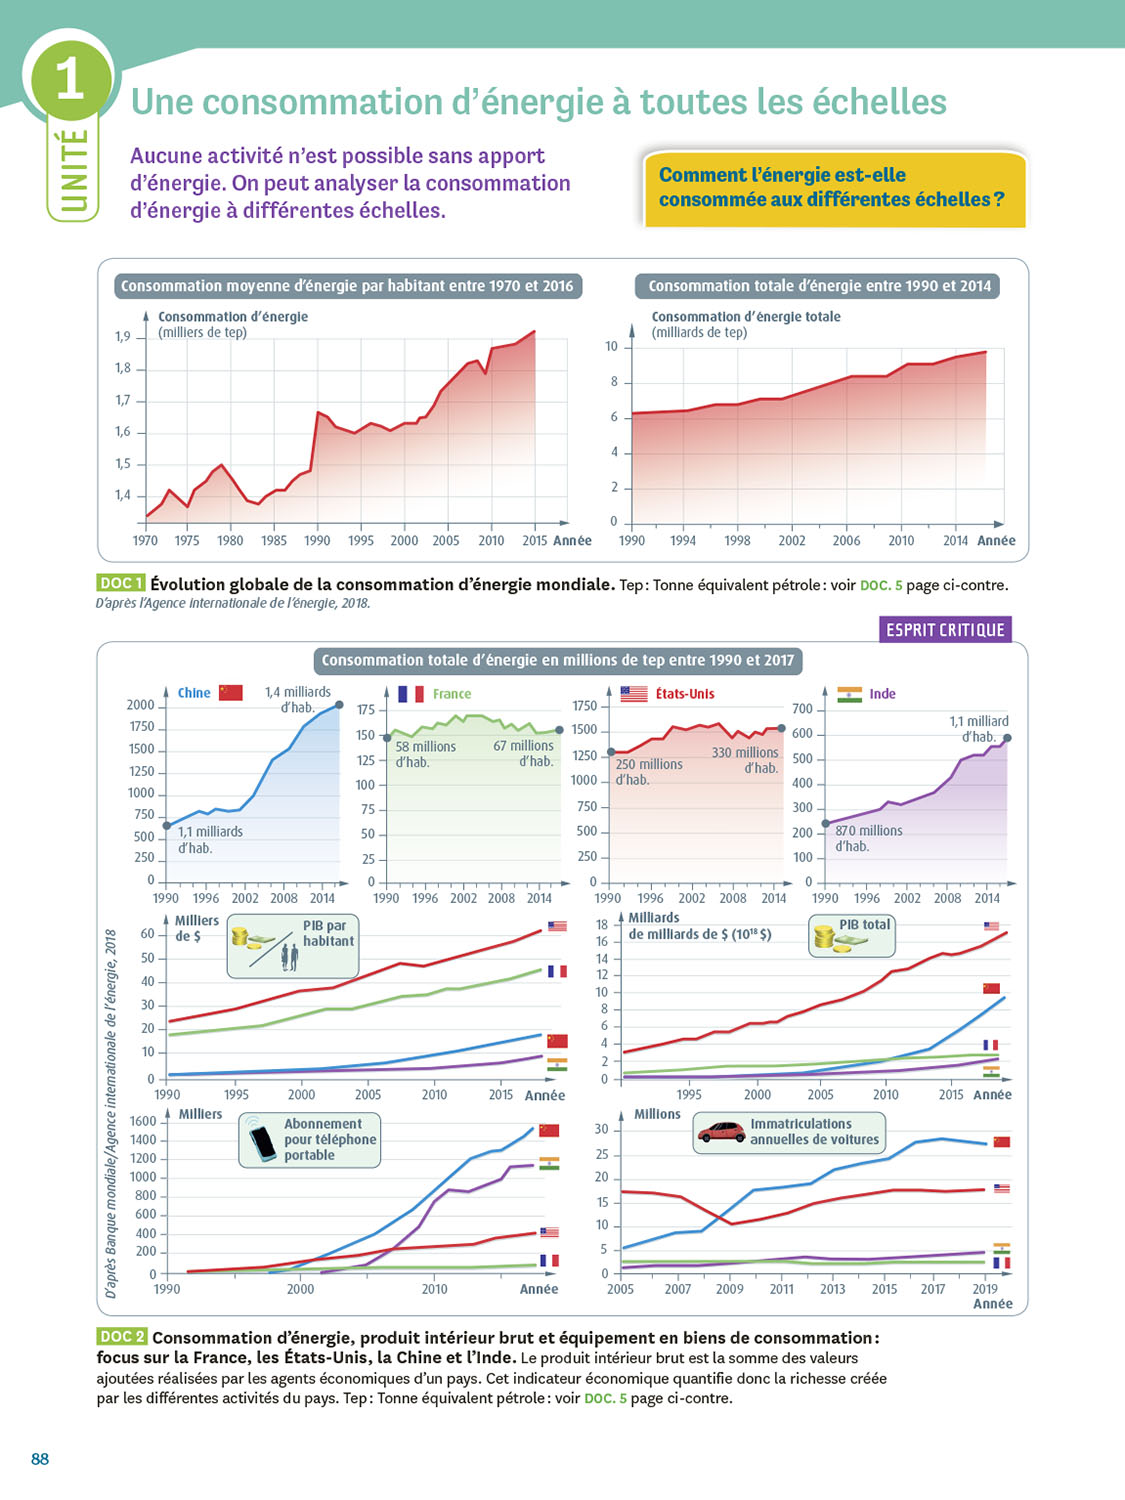 1
UNITÉ
Une consommation d'énergie à toutes les échelles
Aucune activité n'est possible sans apport
d'énergie. On peut analyser la consommation
d'énergie à différentes échelles.
Comment l'énergie est-elle
consommée aux différentes échelles ?
Consommation moyenne d'énergie par habitant entre 1970 et 2016
Consommation d'énergie
(milliers de tep)
1,9
1,8
1,7
1,6
1,5
1,4
1970 1975 1980 1985 1990 1995 2000 2005 2010 2015 Année
Consommation totale d'énergie entre 1990 et 2014
Consommation d'énergie totale
(milliards de tep)
10
8
6
4
2
0
1990 1994 1998 2002 2006 2010 2014 Année
DOC 1 Évolution globale de la consommation d'énergie mondiale. Tep : Tonne équivalent pétrole : voir DOC. 5 page ci-contre.
D'après l'Agence internationale de l'énergie, 2018.
ESPRIT CRITIQUE
Consommation totale d'énergie en millions de tep entre 1990 et 2017
Chine
1,4 milliards
d'hab.
2000
1750
1500
1250
1000
750
500
250
0
1,1 milliards
d'hab.
1990 1996 2002 2008 2014
France
175
150
125
100
75
50
25
0
58 millions
d'hab.
67 millions
d'hab.
1990 1996 2002 2008 2014
États-Unis
1750
1500
1250
1000
750
500
250
0
250 millions
d'hab.
330 millions
d'hab.
1990 1996 2002 2008 2014
Inde
700
600
500
400
300
200
100
0
1,1 milliard
d'hab.
870 millions
d'hab.
1990 1996 2002 2008 2014
Milliers
de $
PIB par
habitant
60
50
40
30
20
10
0
1990 1995 2000 2005 2010 2015 Année
Milliards
de milliards de $ (10¹⁸ $)
PIB total
18
16
14
12
10
8
6
4
2
0
1995 2000 2005 2010 2015 Année
Milliers
Abonnement
pour téléphone
portable
1600
1400
1200
1000
800
600
400
200
0
1990 2000 2010 Année
Millions
Immatriculations
annuelles de voitures
30
25
20
15
10
5
0
2005 2007 2009 2011 2013 2015 2017 2019
Année
D'après Banque mondiale/Agence internationale de l'énergie, 2018
DOC 2 Consommation d'énergie, produit intérieur brut et équipement en biens de consommation :
focus sur la France, les États-Unis, la Chine et l'Inde. Le produit intérieur brut est la somme des valeurs
ajoutées réalisées par les agents économiques d'un pays. Cet indicateur économique quantifie donc la richesse créée
par les différentes activités du pays. Tep : Tonne équivalent pétrole : voir DOC. 5 page ci-contre.
88